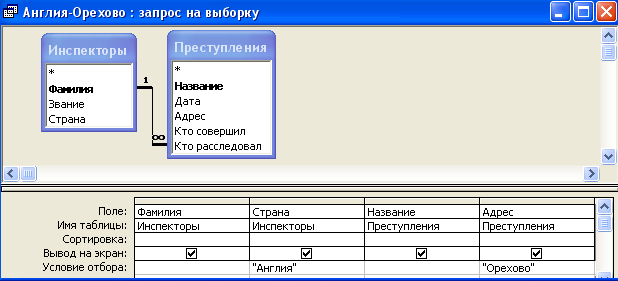 Англия-Орехово : запрос на выборку
Инспекторы
*
Фамилия
Звание
Страна
1
∞
Преступления
*
Название
Дата
Адрес
Кто совершил
Кто расследовал
Поле: Фамилия Страна Название Адрес
Имя таблицы: Инспекторы Инспекторы Преступления Преступления
Сортировка:
Вывод на экран:
Условие отбора: "Англия" "Орехово"